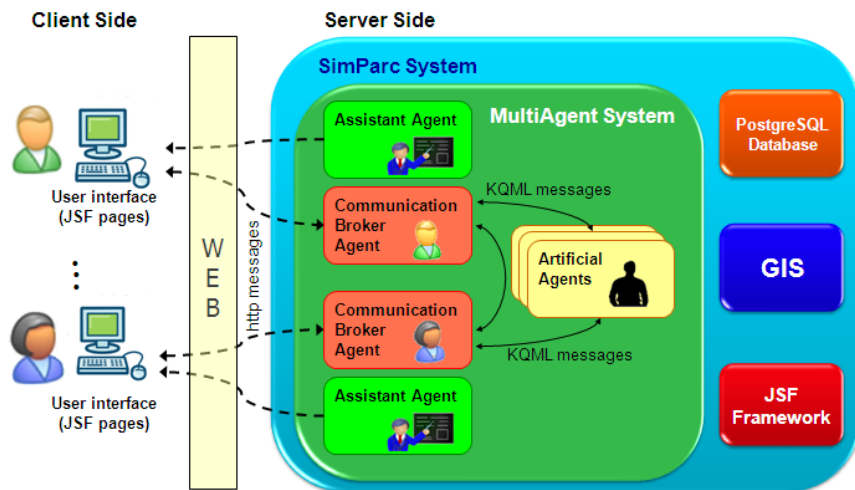 Client Side
Server Side
SimParc System
MultiAgent System
Assistant Agent
PostgreSQL
Database
User interface
(JSF pages)
KQML messages
Communication
Broker
Agent
WEB
http messages
Artificial
Agents
GIS
Communication
Broker
Agent
KQML messages
User interface
(JSF pages)
Assistant Agent
JSF
Framework